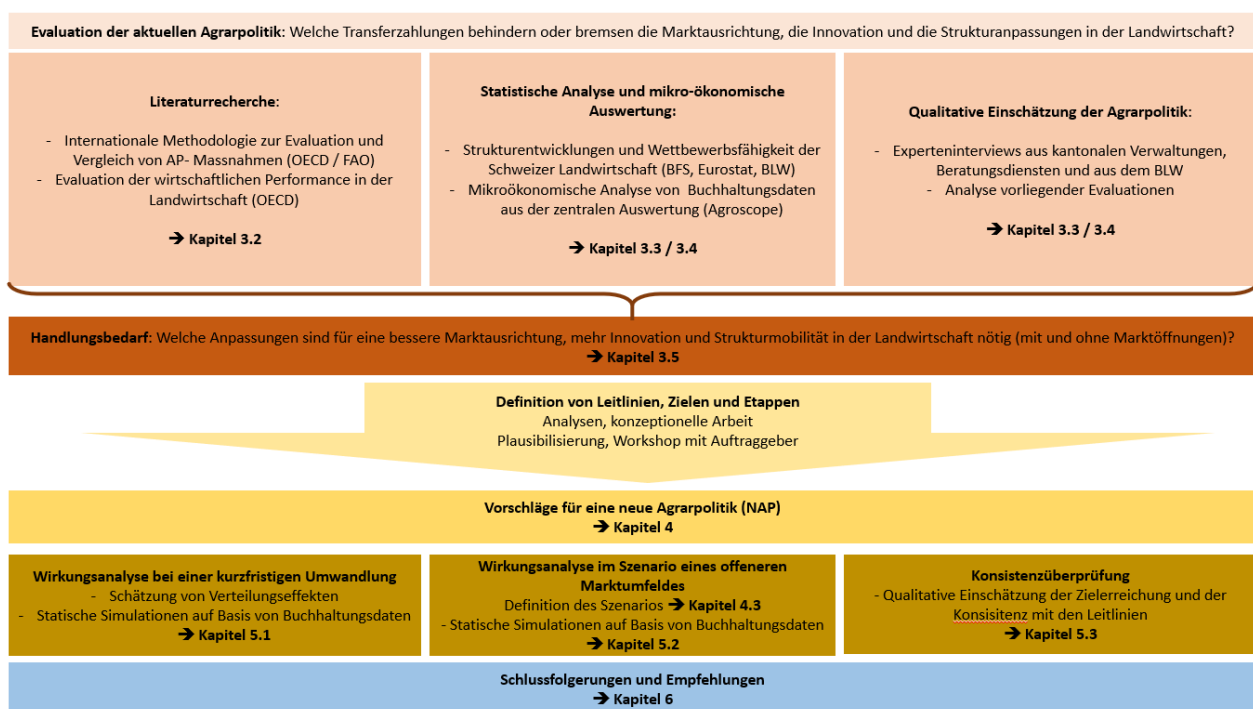 Evaluation der aktuellen Agrarpolitik: Welche Transferzahlungen behindern oder bremsen die Marktausrichtung, die Innovation und die Strukturanpassungen in der Landwirtschaft?
Literaturrecherche:
- Internationale Methodologie zur Evaluation und
Vergleich von AP- Massnahmen (OECD / FAO)
- Evaluation der wirtschaftlichen Performance in der
Landwirtschaft (OECD)
➔ Kapitel 3.2
Statistische Analyse und mikro-ökonomische
Auswertung:
- Strukturentwicklungen und Wettbewerbsfähigkeit der
Schweizer Landwirtschaft (BFS, Eurostat, BLW)
- Mikroökonomische Analyse von Buchhaltungsdaten
aus der zentralen Auswertung (Agroscope)
➔ Kapitel 3.3 / 3.4
Qualitative Einschätzung der Agrarpolitik:
- Experteninterviews aus kantonalen Verwaltungen,
Beratungsdiensten und aus dem BLW
- Analyse vorliegender Evaluationen
➔ Kapitel 3.3 / 3.4
Handlungsbedarf: Welche Anpassungen sind für eine bessere Marktausrichtung, mehr Innovation und Strukturmobilität in der Landwirtschaft nötig (mit und ohne Marktöffnungen)?
➔ Kapitel 3.5
Definition von Leitlinien, Zielen und Etappen
Analysen, konzeptionelle Arbeit
Plausibilisierung, Workshop mit Auftraggeber
Vorschläge für eine neue Agrarpolitik (NAP)
➔ Kapitel 4
Wirkungsanalyse bei einer kurzfristigen Umwandlung
- Schätzung von Verteilungseffekten
- Statische Simulationen auf Basis von Buchhaltungsdaten
➔ Kapitel 5.1
Wirkungsanalyse im Szenario eines offeneren
Marktumfeldes
Definition des Szenarios ➔ Kapitel 4.3
- Statische Simulationen auf Basis von Buchhaltungsdaten
➔ Kapitel 5.2
Konsistenzüberprüfung
- Qualitative Einschätzung der Zielerreichung und der
Konsisitenz mit den Leitlinien
➔ Kapitel 5.3
Schlussfolgerungen und Empfehlungen
➔ Kapitel 6